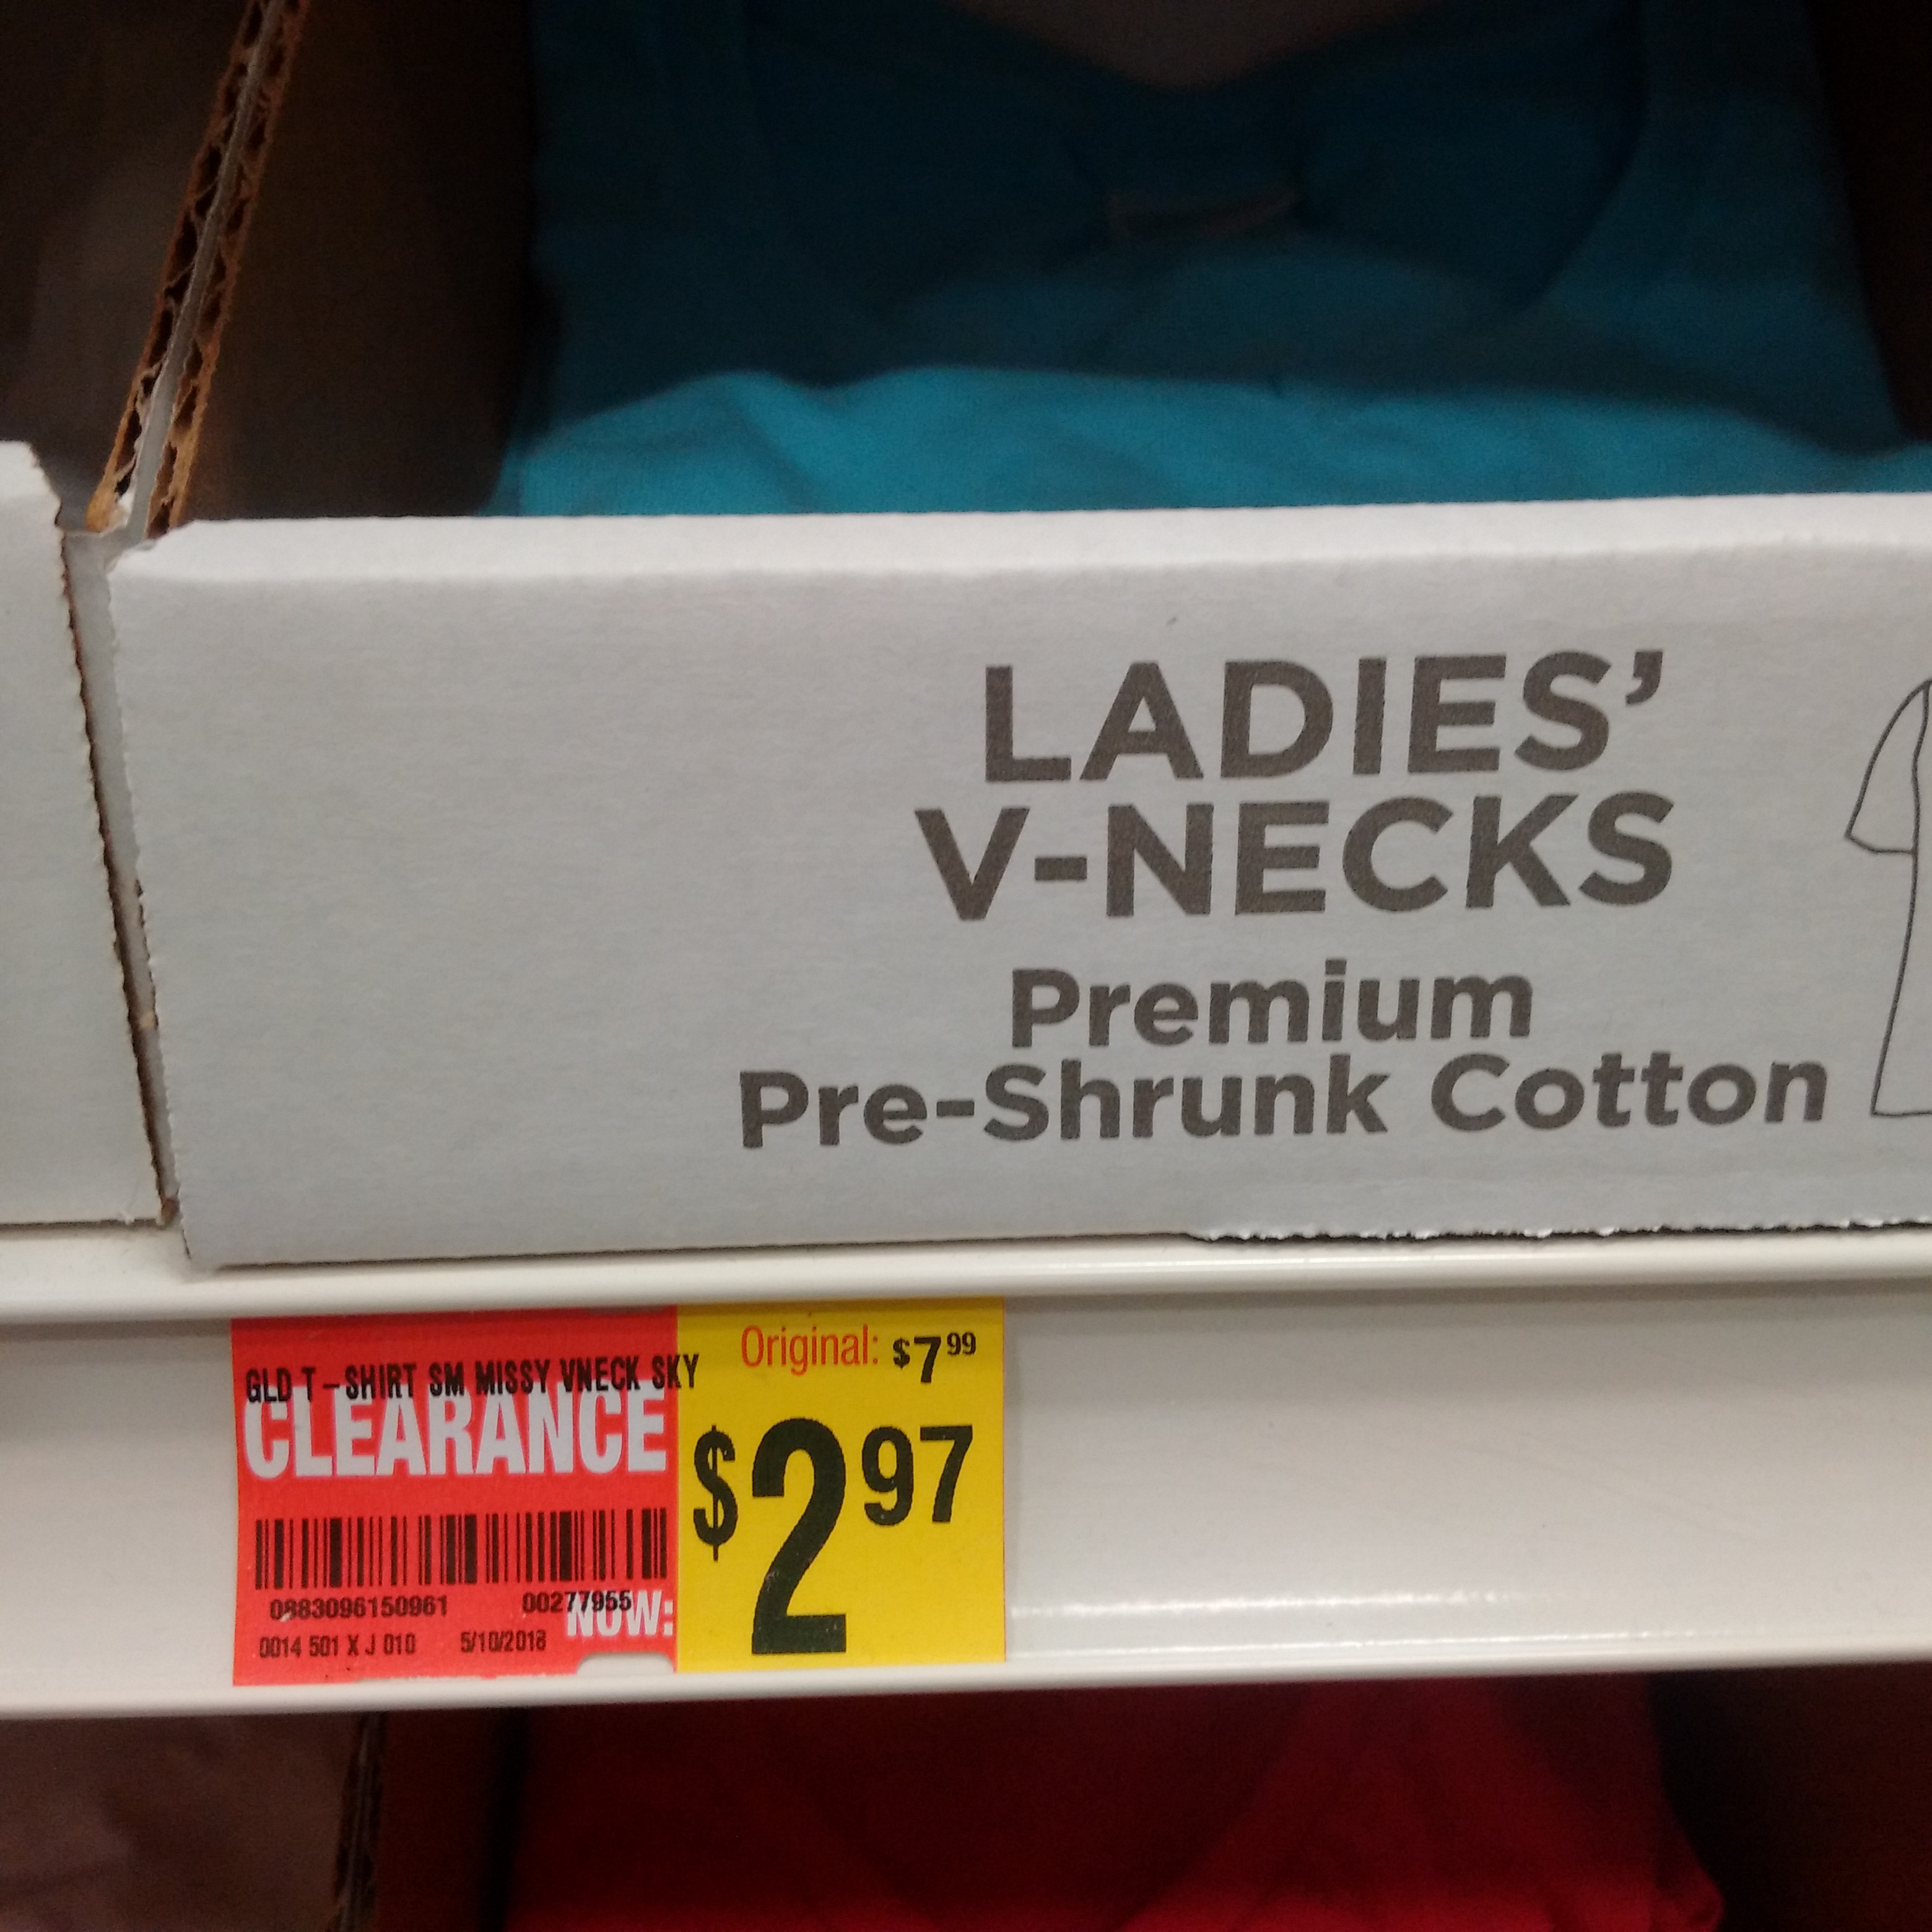 LADIES’
V-NECKS
Premium
Pre-Shrunk Cotton
GLD T-SHIRT SM MISSY VNECK SKY
CLEARANCE
0883096150961 00277955
NOW:
0014 501 X J 010 5/10/2018
Original: $7 99
$2 97